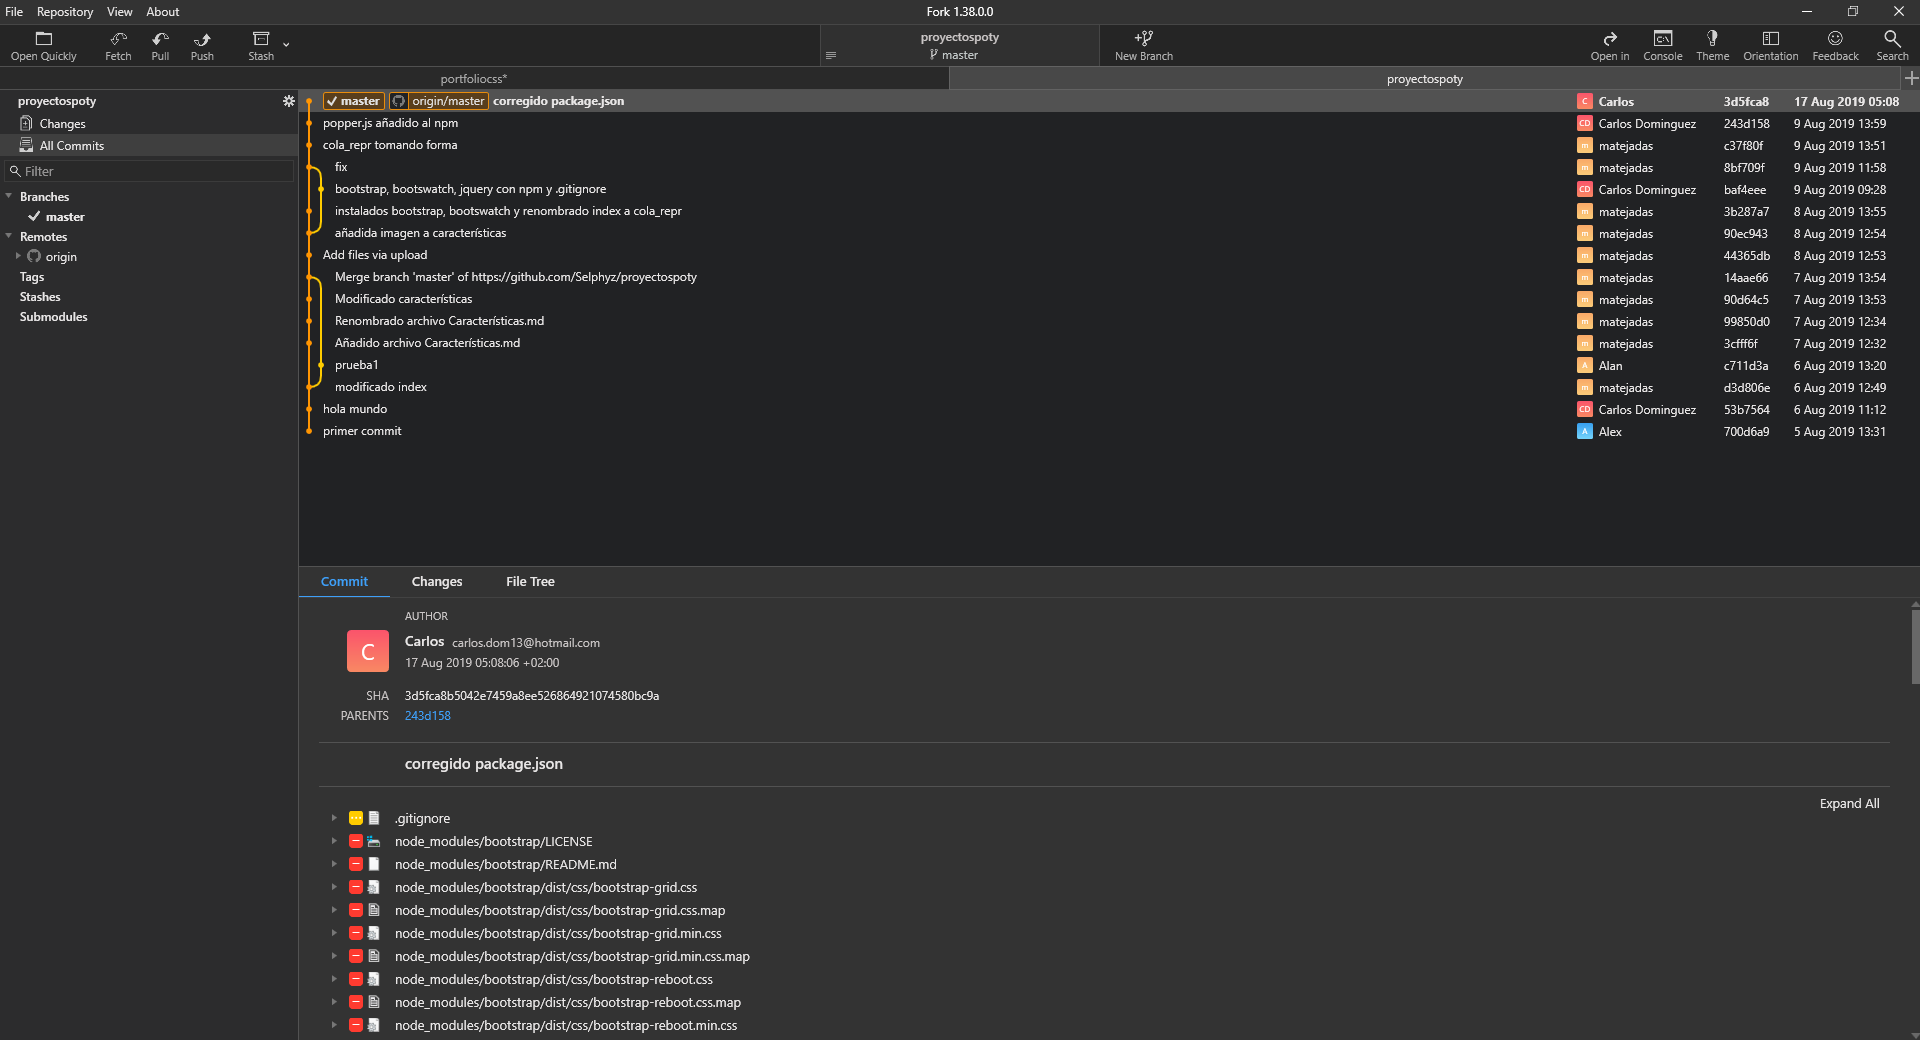 File Repository View About Fork 1.38.0.0
Open Quickly Fetch Pull Push Stash proyectospoty New Branch Open in Console Theme Orientation Feedback Search
master
portfoliocss* proyectospoty
proyectospoty
Changes
All Commits
Filter
Branches
master
Remotes
origin
Tags
Stashes
Submodules
master origin/master corregido package.json C Carlos 3d5fca8 17 Aug 2019 05:08
popper.js añadido al npm CD Carlos Dominguez 243d158 9 Aug 2019 13:59
cola_repr tomando forma m matejadas c37f80f 9 Aug 2019 13:51
fix m matejadas 8bf709f 9 Aug 2019 11:58
bootstrap, bootswatch, jquery con npm y .gitignore CD Carlos Dominguez baf4eee 9 Aug 2019 09:28
instalados bootstrap, bootswatch y renombrado index a cola_repr m matejadas 3b287a7 8 Aug 2019 13:55
añadida imagen a características m matejadas 90ec943 8 Aug 2019 12:54
Add files via upload m matejadas 44365db 8 Aug 2019 12:53
Merge branch 'master' of https://github.com/Selphyz/proyectospoty m matejadas 14aae66 7 Aug 2019 13:54
Modificado características m matejadas 90d64c5 7 Aug 2019 13:53
Renombrado archivo Características.md m matejadas 99850d0 7 Aug 2019 12:34
Añadido archivo Características.md m matejadas 3cfff6f 7 Aug 2019 12:32
prueba1 A Alan c711d3a 6 Aug 2019 13:20
modificado index m matejadas d3d806e 6 Aug 2019 12:49
hola mundo CD Carlos Dominguez 53b7564 6 Aug 2019 11:12
primer commit A Alex 700d6a9 5 Aug 2019 13:31
Commit Changes File Tree
AUTHOR
C Carlos carlos.dom13@hotmail.com
17 Aug 2019 05:08:06 +02:00
SHA 3d5fca8b5042e7459a8ee526864921074580bc9a
PARENTS 243d158
corregido package.json
Expand All
.gitignore
node_modules/bootstrap/LICENSE
node_modules/bootstrap/README.md
node_modules/bootstrap/dist/css/bootstrap-grid.css
node_modules/bootstrap/dist/css/bootstrap-grid.css.map
node_modules/bootstrap/dist/css/bootstrap-grid.min.css
node_modules/bootstrap/dist/css/bootstrap-grid.min.css.map
node_modules/bootstrap/dist/css/bootstrap-reboot.css
node_modules/bootstrap/dist/css/bootstrap-reboot.css.map
node_modules/bootstrap/dist/css/bootstrap-reboot.min.css